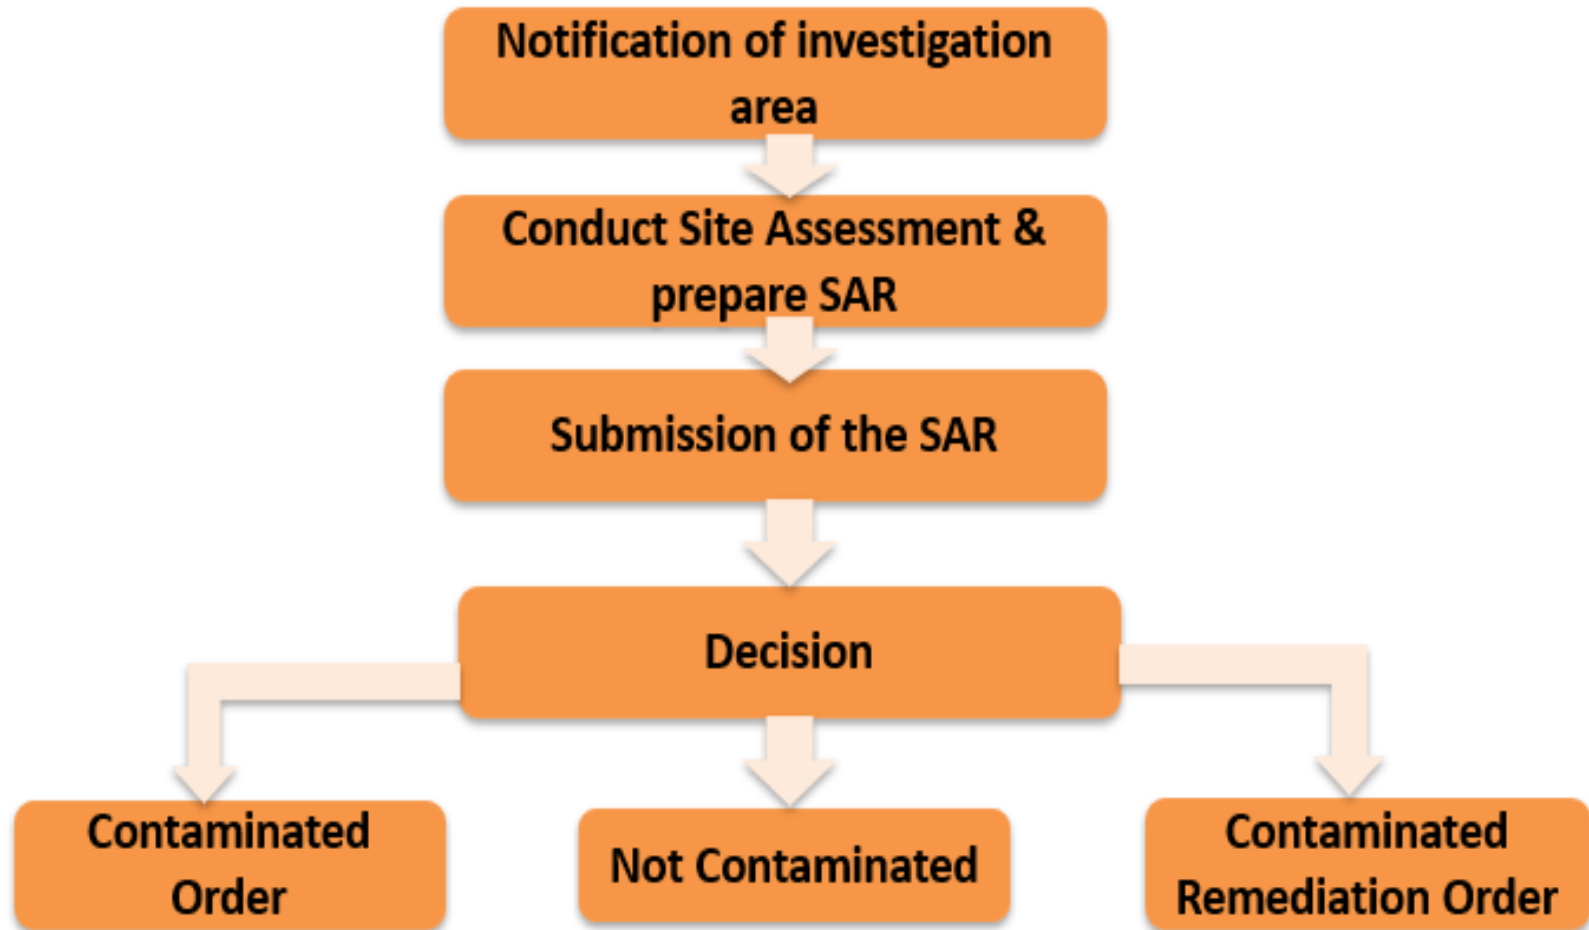 Notification of investigation
area
Conduct Site Assessment &
prepare SAR
Submission of the SAR
Decision
Contaminated
Order
Not Contaminated
Contaminated
Remediation Order